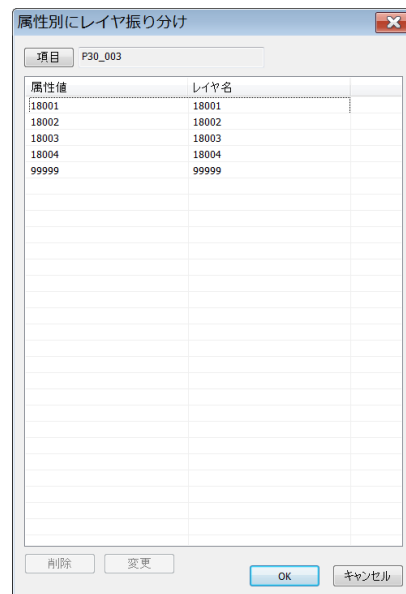 属性別にレイヤ振り分け
項目 P30_003
属性値 レイヤ名
18001 18001
18002 18002
18003 18003
18004 18004
99999 99999
削除 変更
OK キャンセル